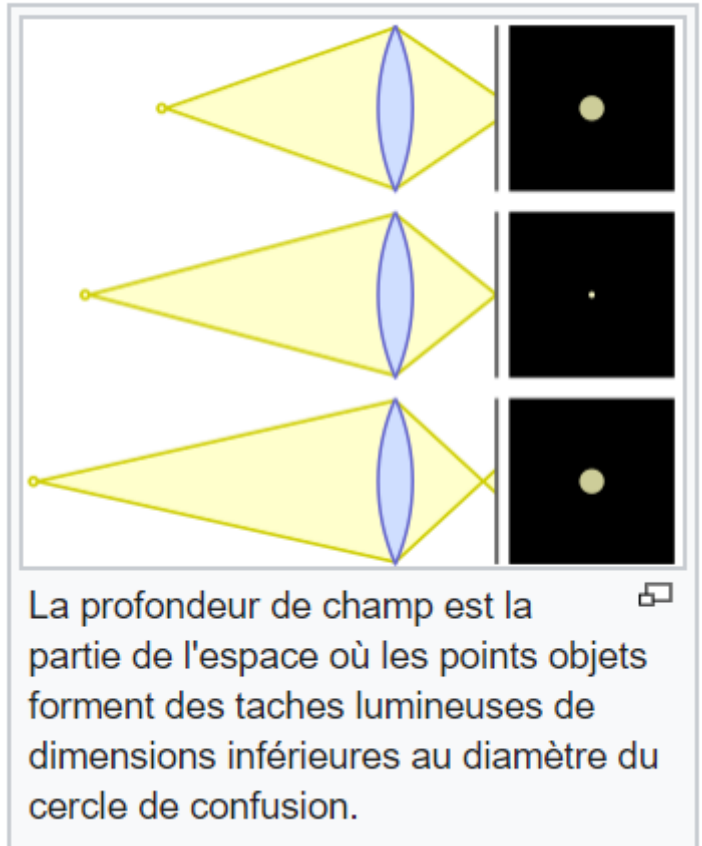 La profondeur de champ est la
partie de l'espace où les points objets
forment des taches lumineuses de
dimensions inférieures au diamètre du
cercle de confusion.